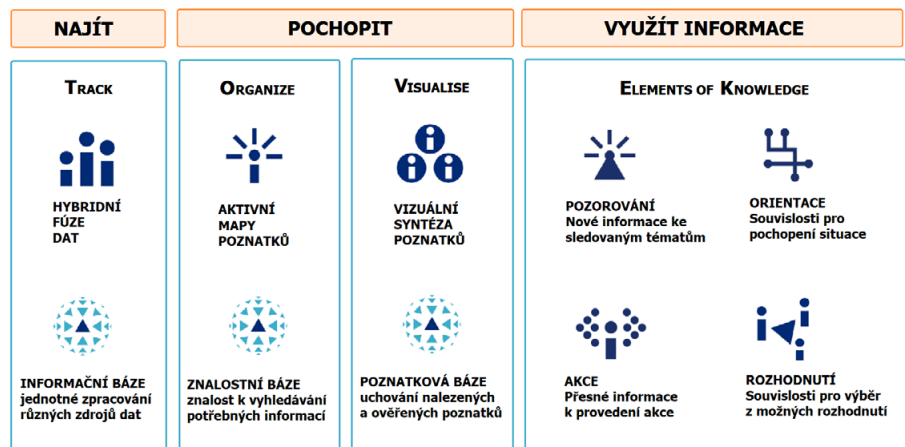 NAJÍT
POCHOPIT
VYUŽÍT INFORMACE
TRACK
HYBRIDNÍ
FÚZE
DAT
INFORMAČNÍ BÁZE
jednotné zpracování
různých zdrojů dat
ORGANIZE
AKTIVNÍ
MAPY
POZNATKŮ
ZNALOSTNÍ BÁZE
znalost k vyhledávání
potřebných informací
VISUALISE
VIZUÁLNÍ
SYNTÉZA
POZNATKŮ
POZNATKOVÁ BÁZE
uchování nalezených
a ověřených poznatků
ELEMENTS OF KNOWLEDGE
POZOROVÁNÍ
Nové informace ke
sledovaným tématům
ORIENTACE
Souvislosti pro
pochopení situace
AKCE
Přesné informace
k provedení akce
ROZHODNUTÍ
Souvislosti pro výběr
z možných rozhodnutí